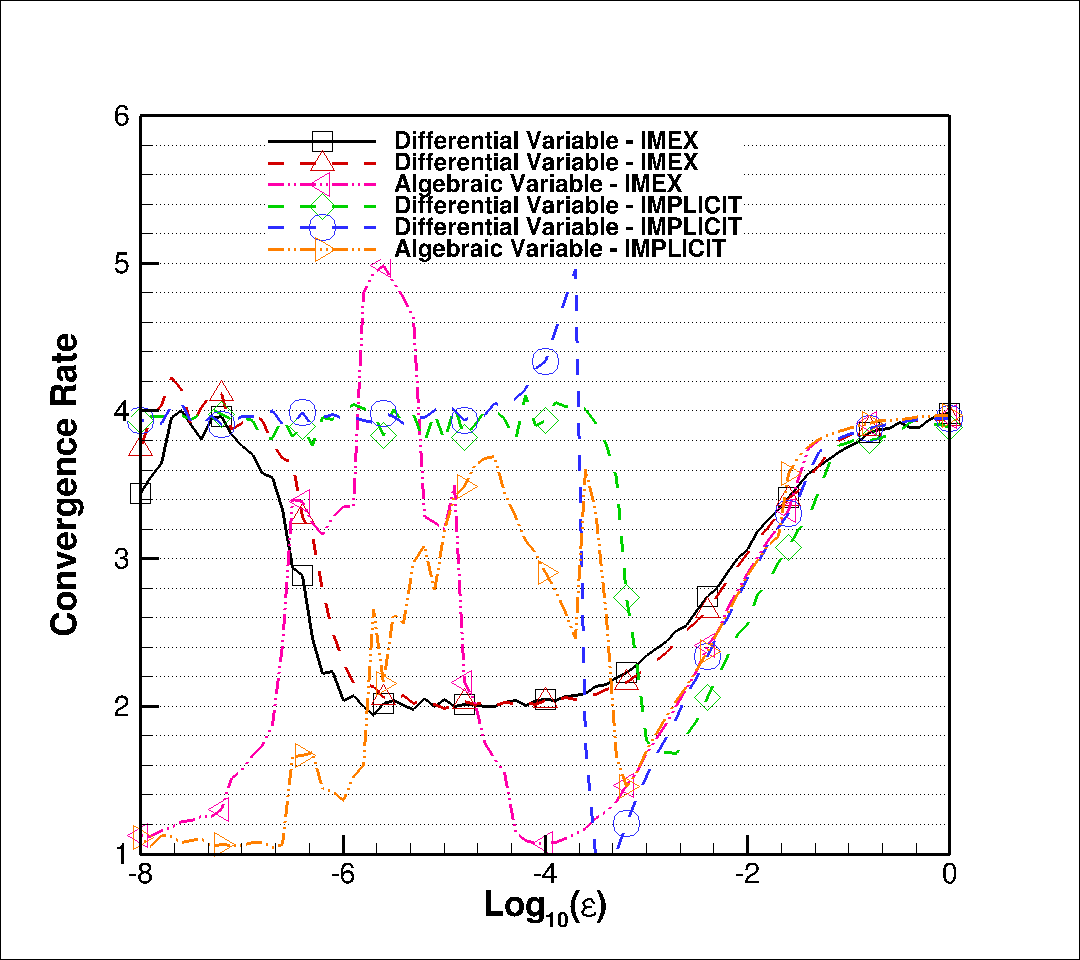 6
Differential Variable - IMEX
Differential Variable - IMEX
Algebraic Variable - IMEX
Differential Variable - IMPLICIT
Differential Variable - IMPLICIT
Algebraic Variable - IMPLICIT
5
4
3
2
1
Convergence Rate
-8 -6 -4 -2 0
Log10(ε)